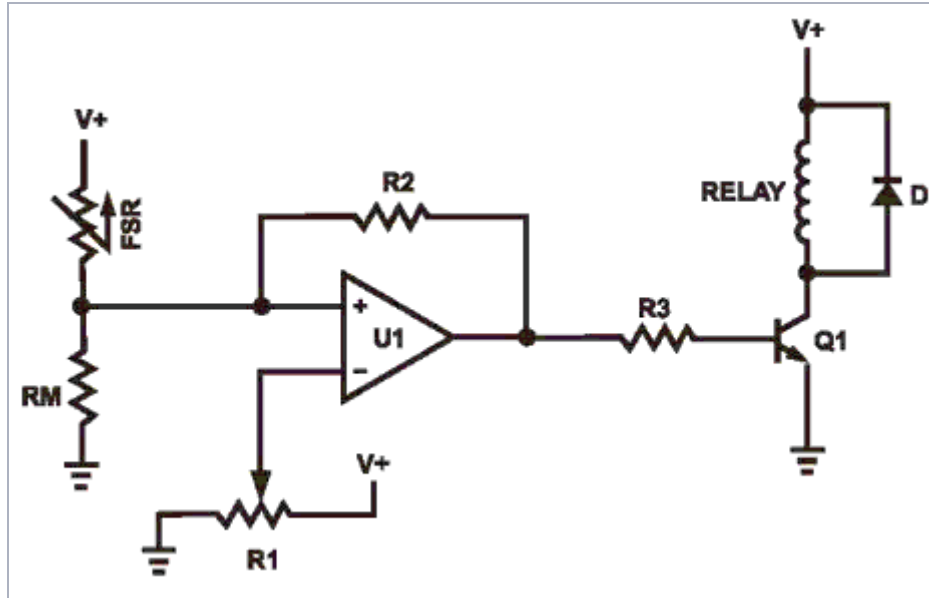 V+
V+
R2
FSR
RELAY
D
+
U1
R3
Q1
−
RM
V+
R1